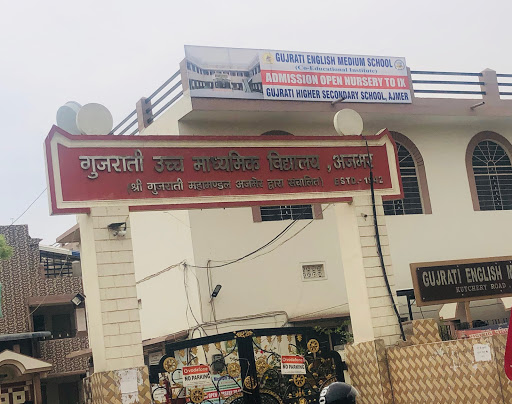 GUJRATI ENGLISH MEDIUM SCHOOL
(Co-Educational Institute)
ADMISSION OPEN NURSERY TO IX
GUJRATI HIGHER SECONDARY SCHOOL, AJMER
गुजराती उच्च माध्यमिक विद्यालय, अजमेर
(श्री गुजराती महामण्डल अजमेर द्वारा संचालित)
ESTD.
GUJRATI ENGLISH
KUTCHERY ROAD
NO PARKING
NO PARKING